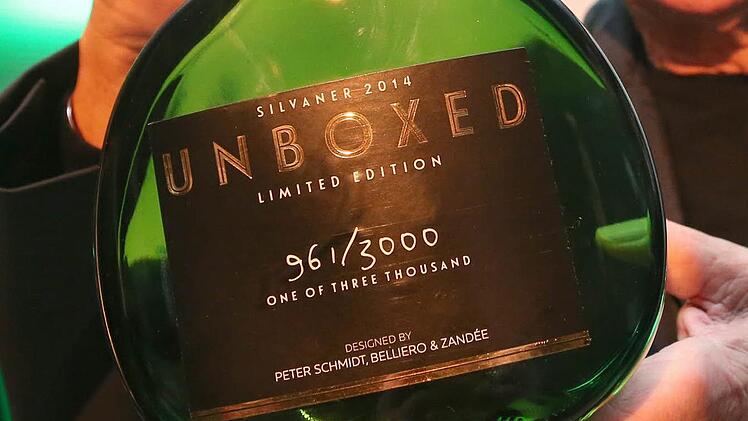 SILVANER 2014
UNBOXED
LIMITED EDITION
961/3000
ONE OF THREE THOUSAND
DESIGNED BY
PETER SCHMIDT, BELLIERO & ZANDÉE